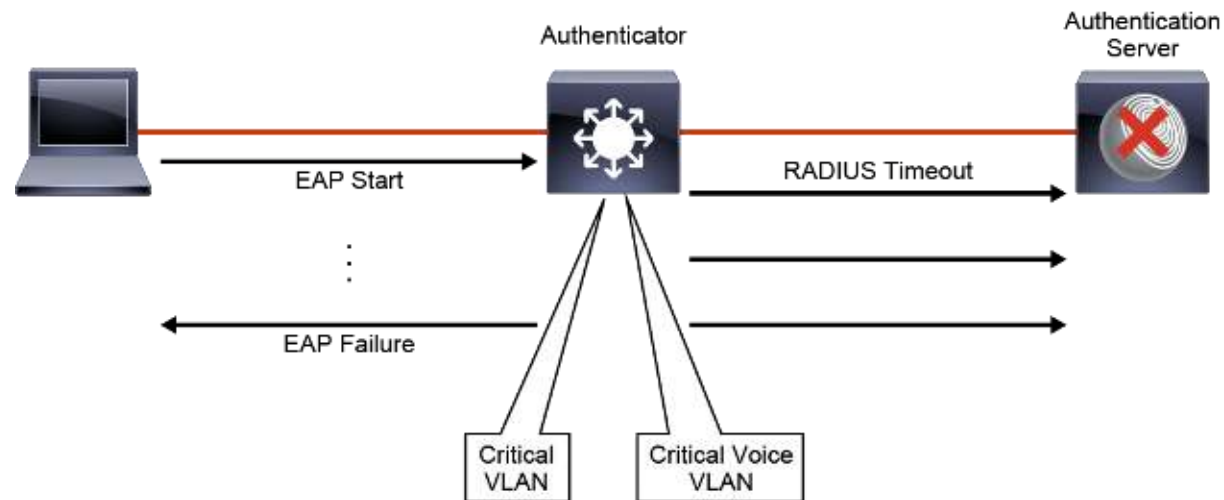 Authenticator
Authentication
Server
EAP Start
RADIUS Timeout
EAP Failure
Critical
VLAN
Critical Voice
VLAN